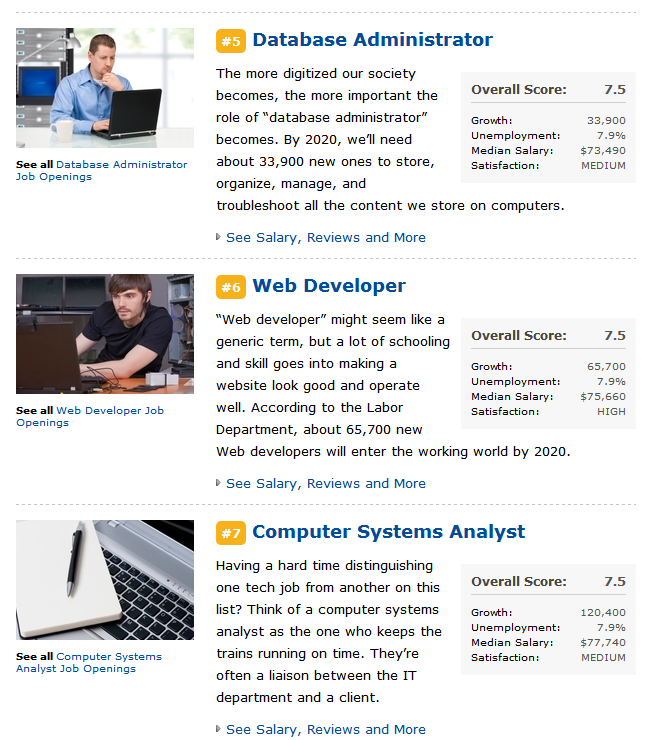 #5 Database Administrator
The more digitized our society
becomes, the more important the
role of “database administrator”
becomes. By 2020, we’ll need
about 33,900 new ones to store,
organize, manage, and
troubleshoot all the content we store on computers.
Overall Score: 7.5
Growth: 33,900
Unemployment: 7.9%
Median Salary: $73,490
Satisfaction: MEDIUM
See all Database Administrator
Job Openings
See Salary, Reviews and More
#6 Web Developer
“Web developer” might seem like a
generic term, but a lot of schooling
and skill goes into making a
website look good and operate
well. According to the Labor
Department, about 65,700 new
Web developers will enter the working world by 2020.
Overall Score: 7.5
Growth: 65,700
Unemployment: 7.9%
Median Salary: $75,660
Satisfaction: HIGH
See all Web Developer Job
Openings
See Salary, Reviews and More
#7 Computer Systems Analyst
Having a hard time distinguishing
one tech job from another on this
list? Think of a computer systems
analyst as the one who keeps the
trains running on time. They’re
often a liaison between the IT
department and a client.
Overall Score: 7.5
Growth: 120,400
Unemployment: 7.9%
Median Salary: $77,740
Satisfaction: MEDIUM
See all Computer Systems
Analyst Job Openings
See Salary, Reviews and More